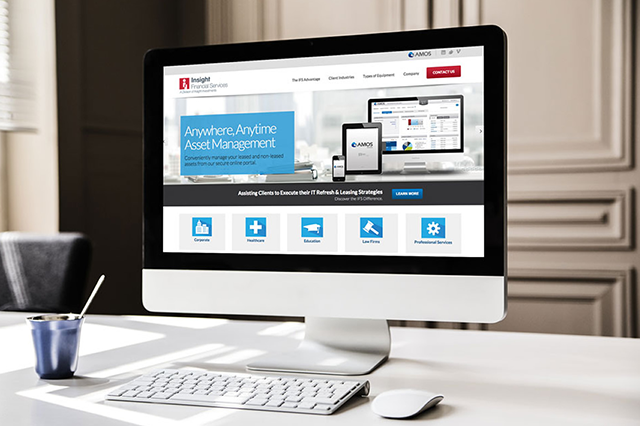 AMOS
Insight
Financial Services
The IFS Advantage
Client Industries
Types of Equipment
Company
CONTACT US
Anywhere, Anytime
Asset Management
Conveniently manage your leased and non-leased
assets from our secure online portal.
AMOS
AMOS
Assisting Clients to Execute their IT Refresh & Leasing Strategies
Discover the IFS Difference.
LEARN MORE
Corporate
Healthcare
Education
Law Firms
Professional Services